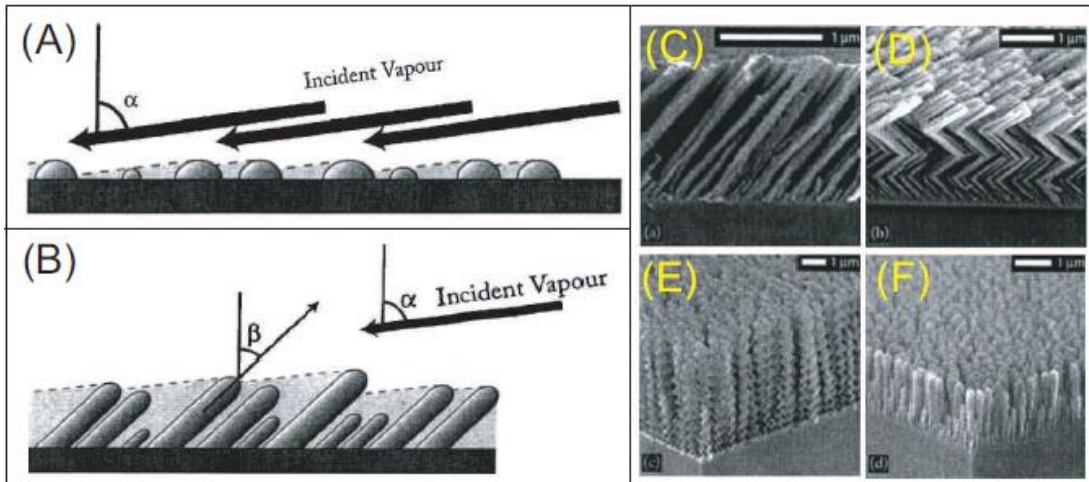 (A)
α
Incident Vapour
(B)
β
α
Incident Vapour
(C)
1 μm
(a)
(D)
1 μm
(b)
(E)
1 μm
(c)
(F)
1 μm
(d)